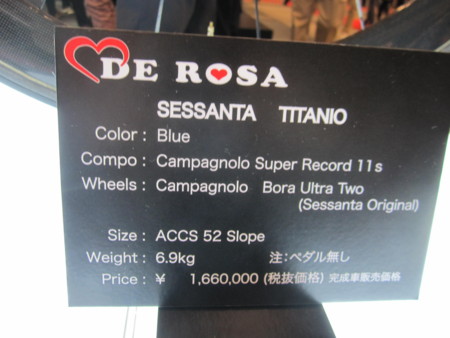 DE ROSA
SESSANTA TITANIO
Color : Blue
Compo : Campagnolo Super Record 11s
Wheels : Campagnolo Bora Ultra Two
(Sessanta Original)
Size : ACCS 52 Slope
Weight : 6.9kg 注：ペダル無し
Price : ¥ 1,660,000 (税抜価格) 完成車販売価格